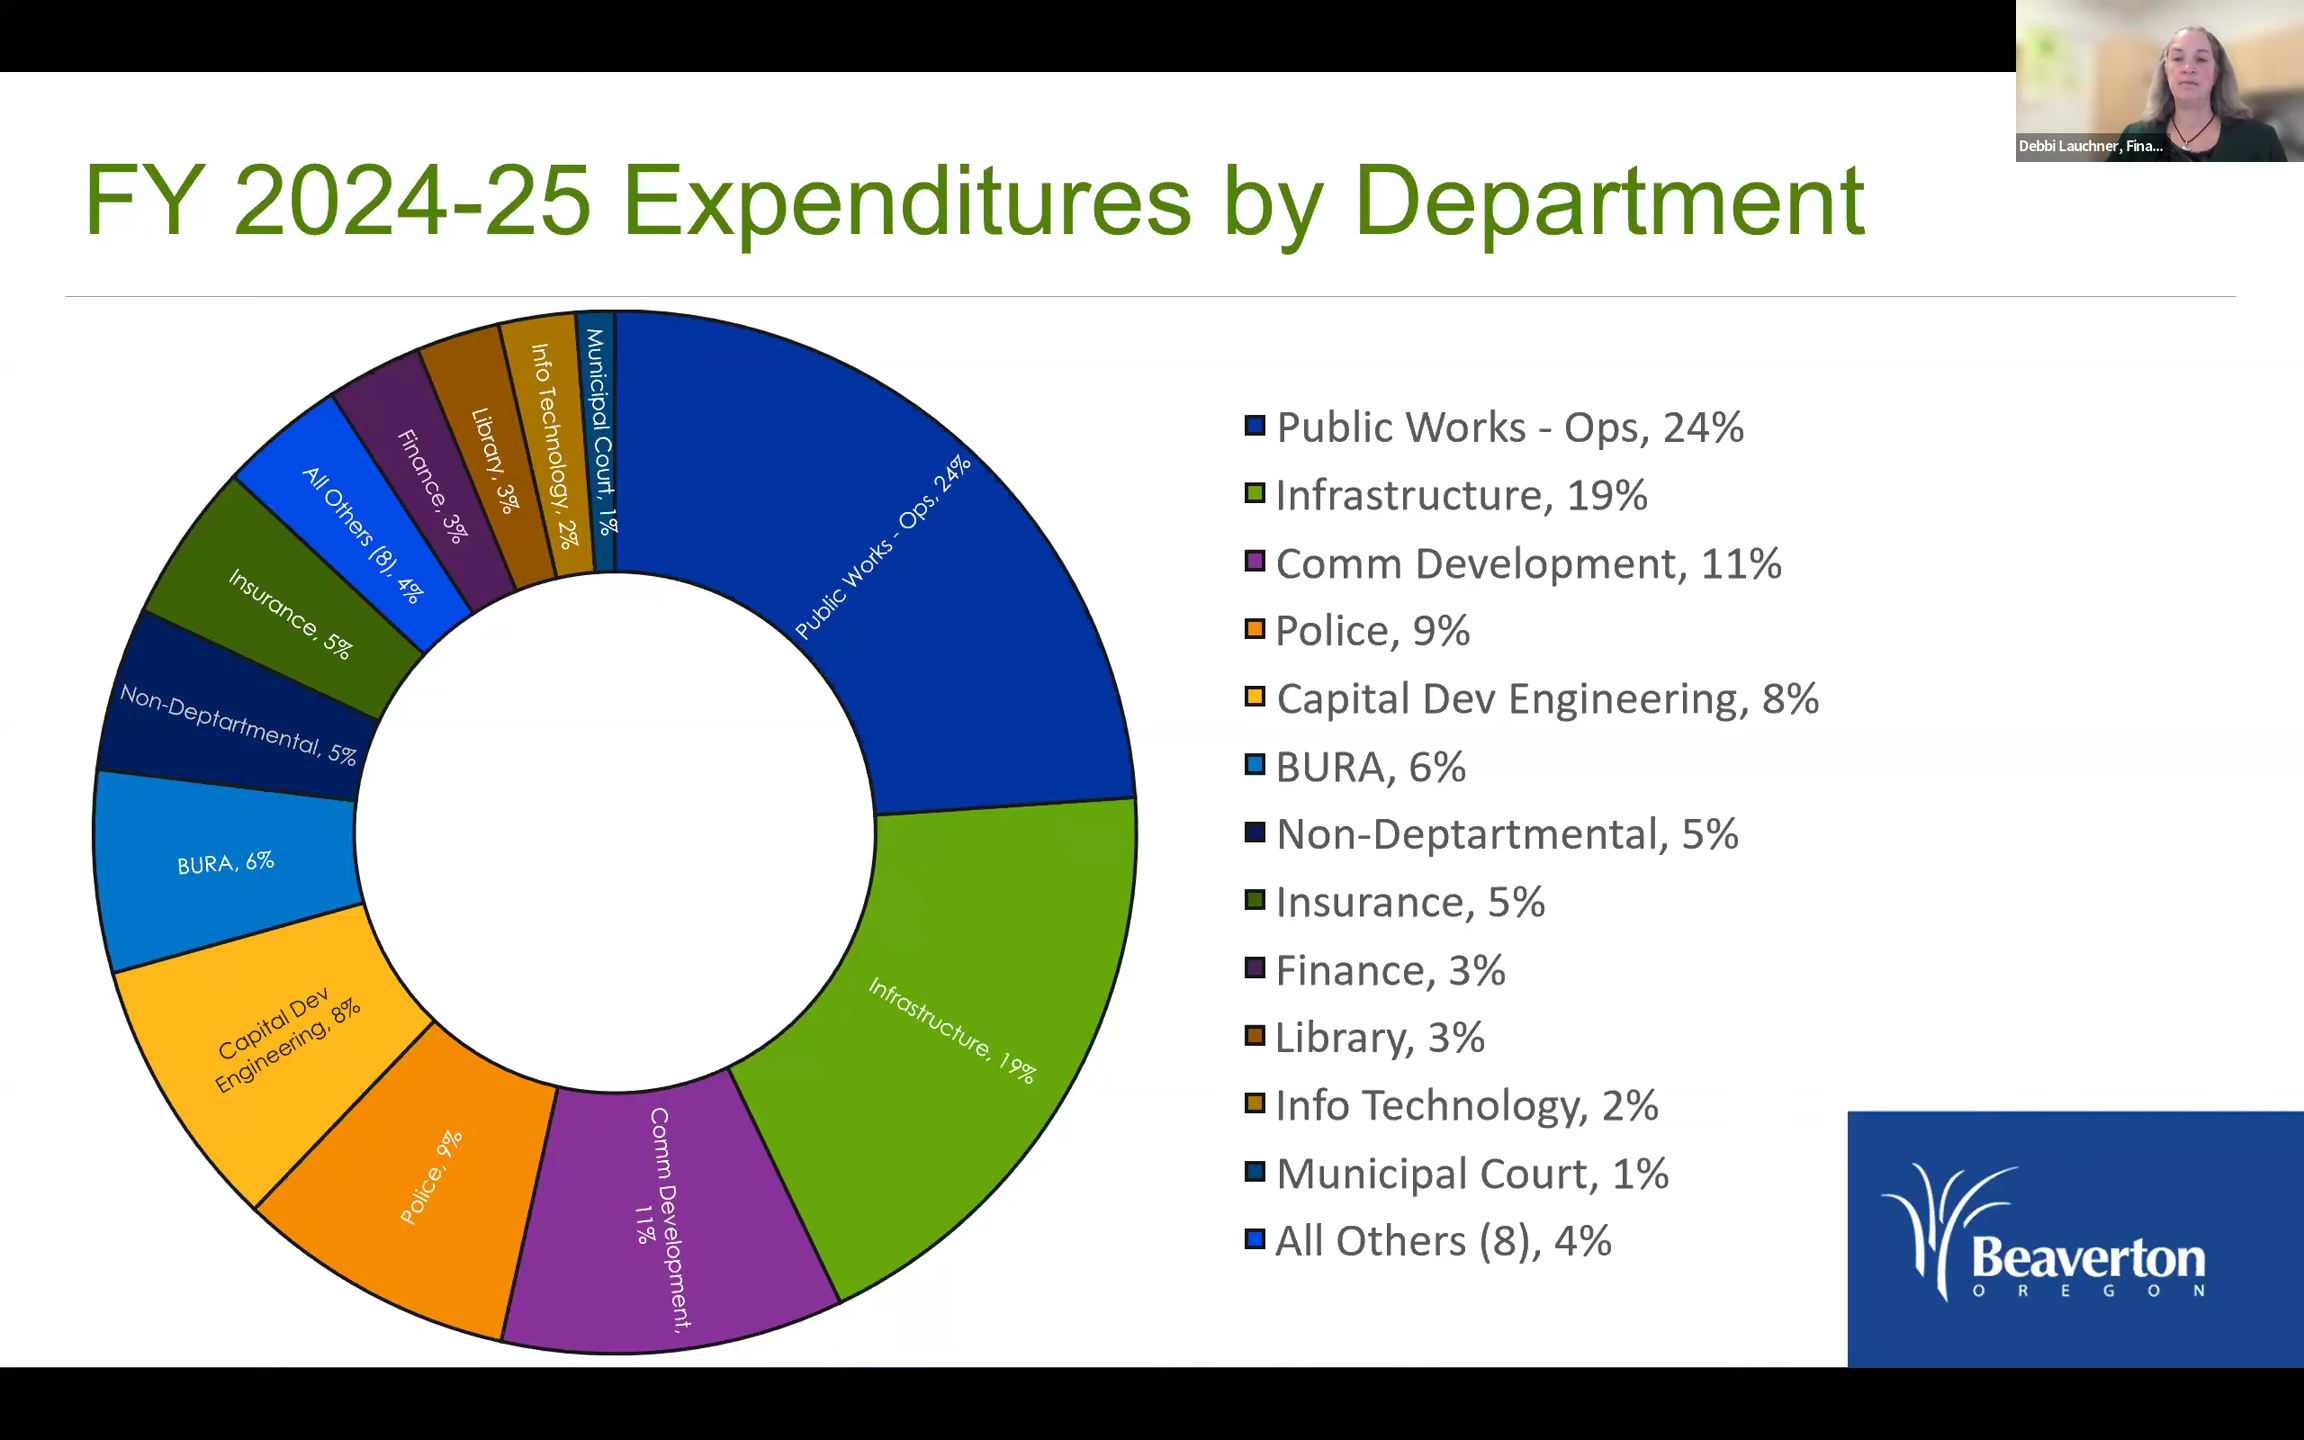 Debbi Lauchner, Fina...
FY 2024-25 Expenditures by Department
Municipal Court, 1%
Info Technology, 2%
Library, 3%
Finance, 3%
All Others (8), 4%
Insurance, 5%
Non-Deptartmental, 5%
BURA, 6%
Capital Dev
Engineering, 8%
Police, 9%
Comm Development,
11%
Infrastructure, 19%
Public Works - Ops, 24%
Public Works - Ops, 24%
Infrastructure, 19%
Comm Development, 11%
Police, 9%
Capital Dev Engineering, 8%
BURA, 6%
Non-Deptartmental, 5%
Insurance, 5%
Finance, 3%
Library, 3%
Info Technology, 2%
Municipal Court, 1%
All Others (8), 4%
Beaverton
OREGON